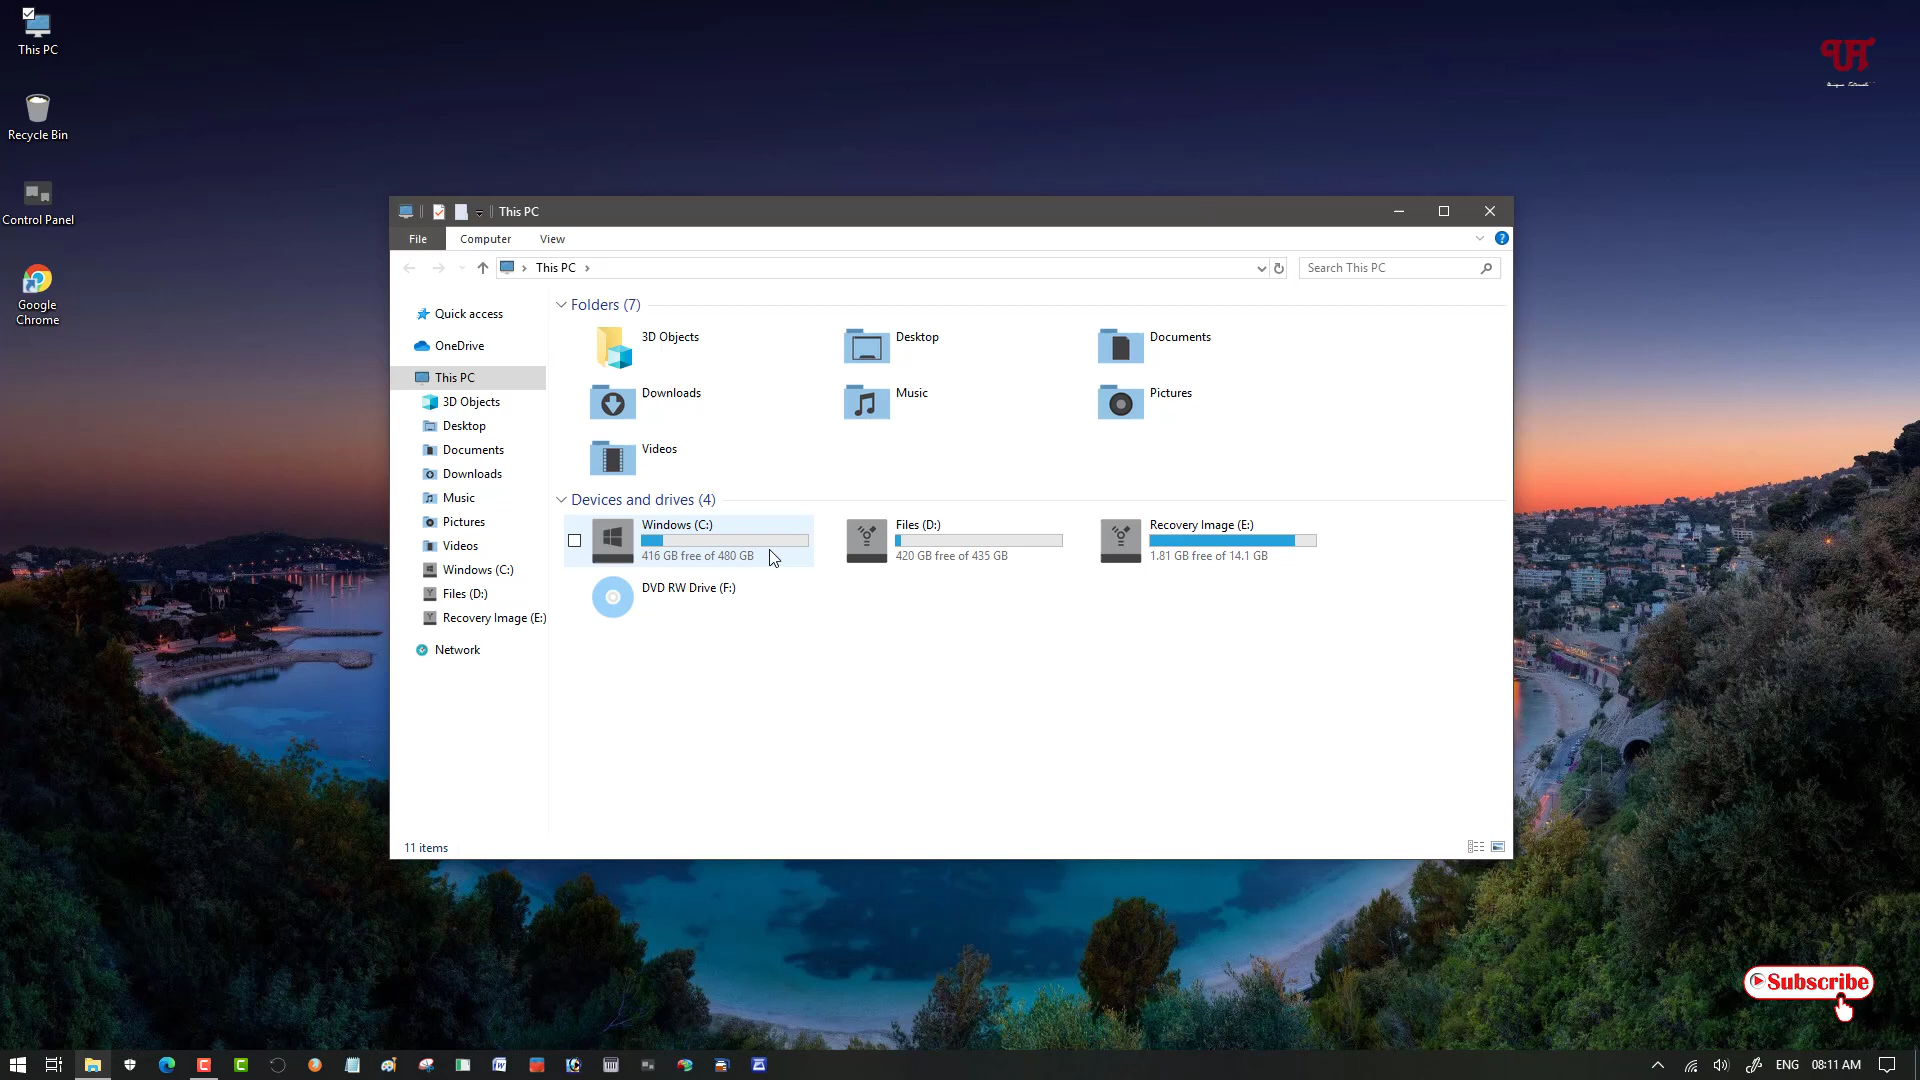 This PC
Recycle Bin
Control Panel
Google
Chrome
This PC
File
Computer
View
This PC
Search This PC
Quick access
OneDrive
This PC
3D Objects
Desktop
Documents
Downloads
Music
Pictures
Videos
Windows (C:)
Files (D:)
Recovery Image (E:)
Network
Folders (7)
3D Objects
Desktop
Documents
Downloads
Music
Pictures
Videos
Devices and drives (4)
Windows (C:)
416 GB free of 480 GB
Files (D:)
420 GB free of 435 GB
Recovery Image (E:)
1.81 GB free of 14.1 GB
DVD RW Drive (F:)
11 items
Subscribe
ENG
08:11 AM